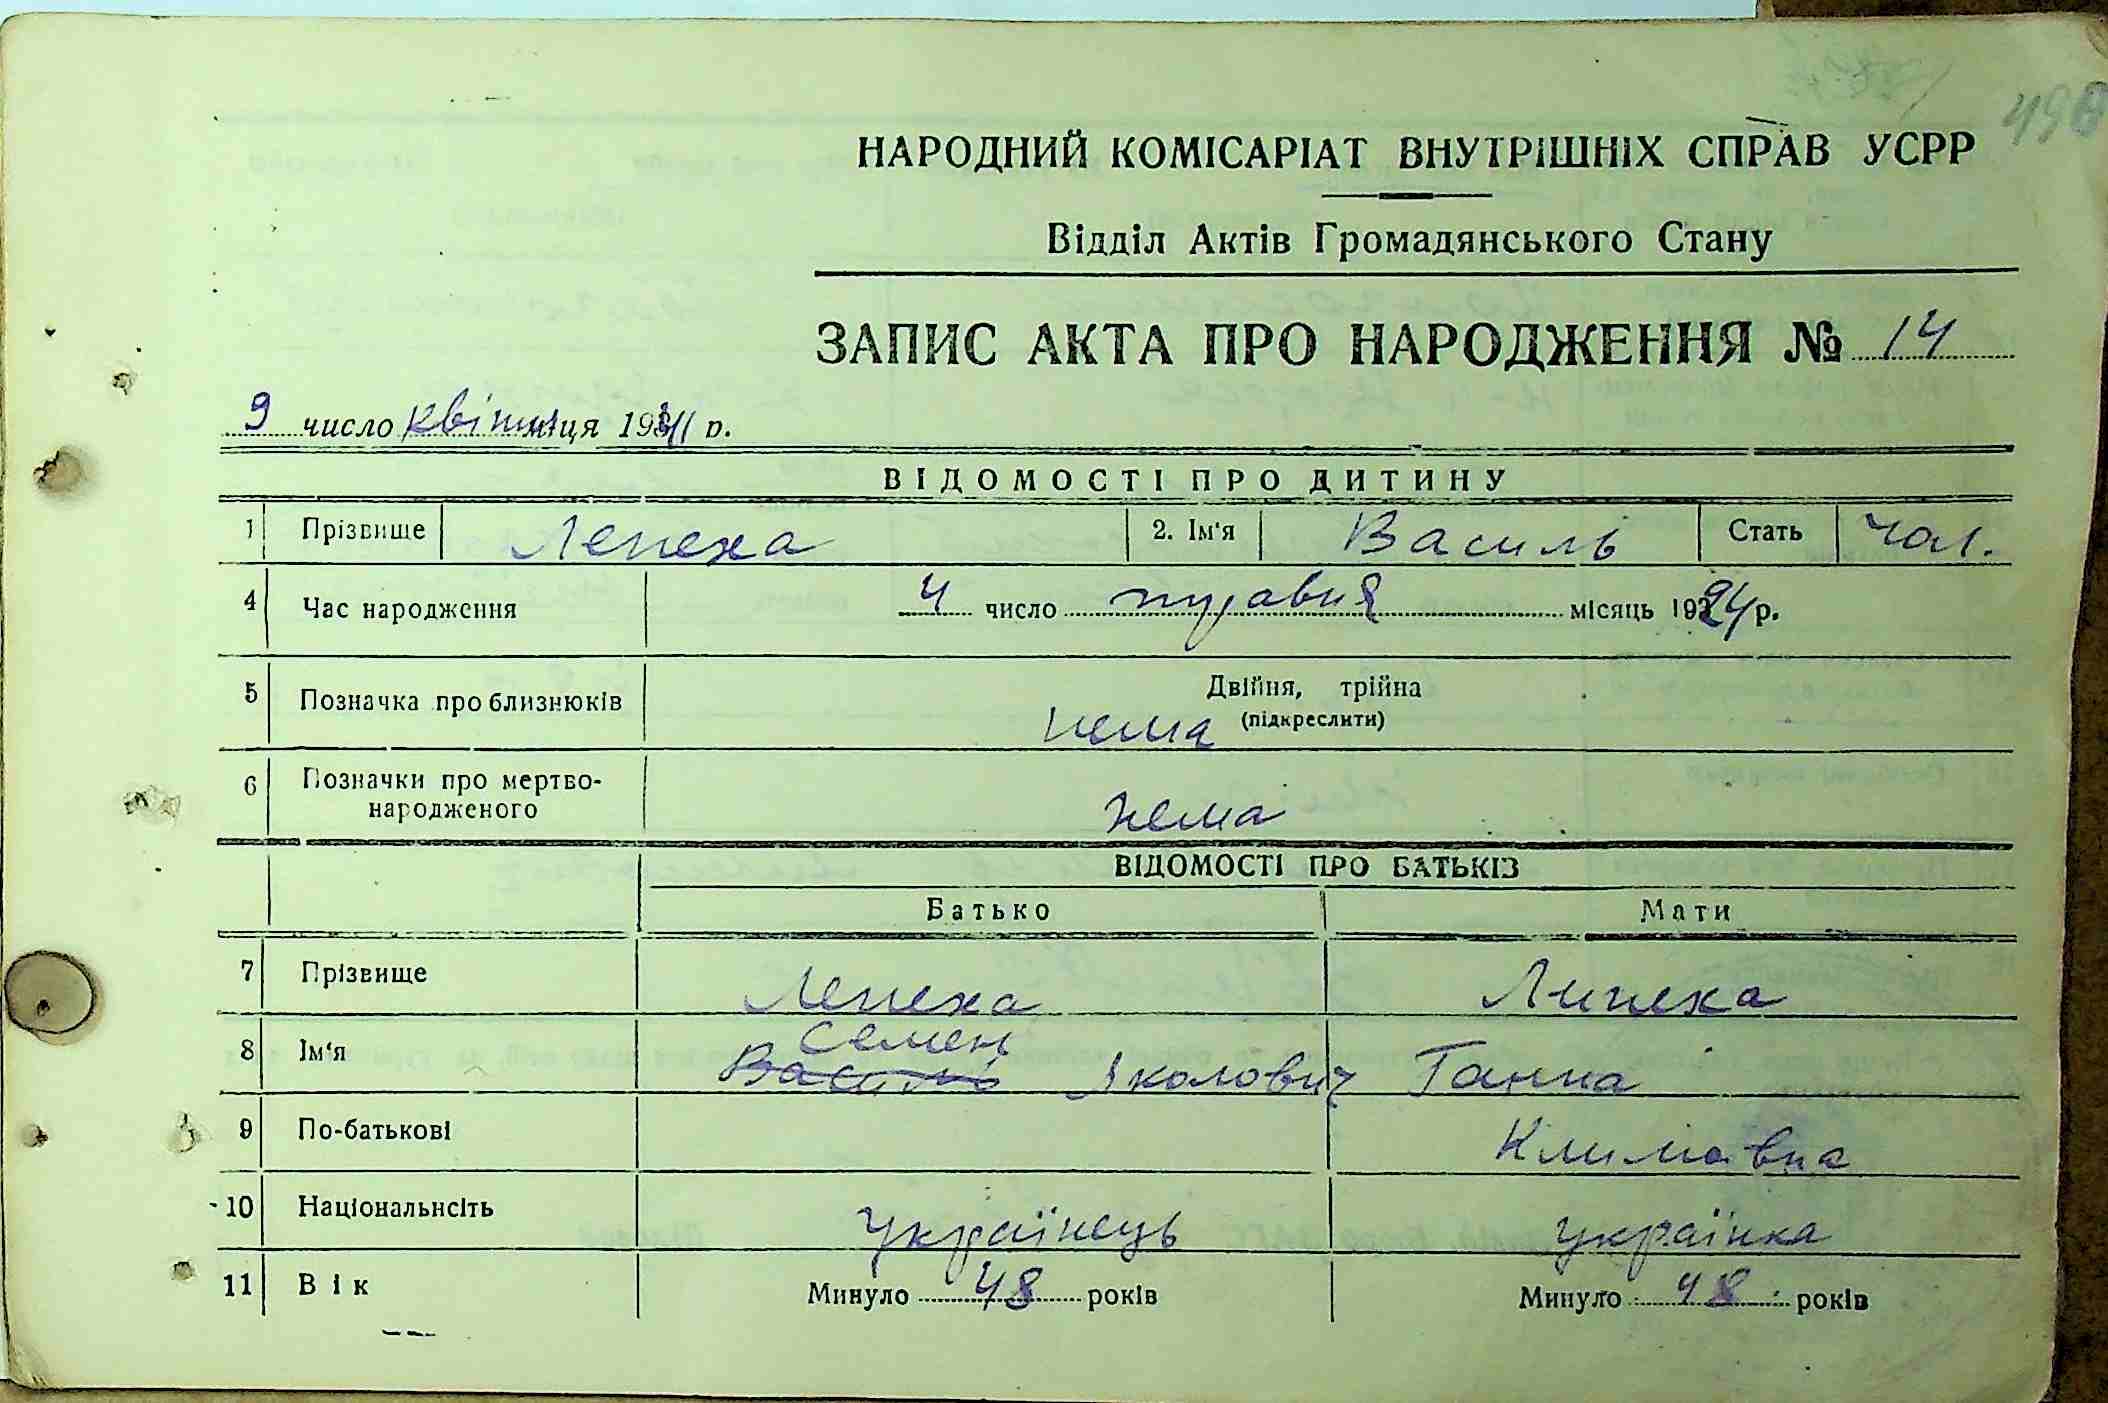 498
НАРОДНИЙ КОМІСАРІАТ ВНУТРІШНІХ СПРАВ УСРР
Відділ Актів Громадянського Стану
ЗАПИС АКТА ПРО НАРОДЖЕННЯ № 14
9 число квітня місяця 1941 р.
ВІДОМОСТІ ПРО ДИТИНУ
1 Прізвище Лепеха 2. Ім'я Василь Стать чол.
4 Час народження 4 число травня місяць 1924 р.
5 Позначка про близнюків Двійня, трійна
(підкреслити)
нема
6 Позначки про мертво-
народженого нема
ВІДОМОСТІ ПРО БАТЬКІВ
Батько Мати
7 Прізвище Лепеха Липеха
Семен
8 Ім'я Василь Яколович Ганна
9 По-батькові Климовна
10 Національнсіть українець українка
11 Вік Минуло 48 років Минуло 48 років